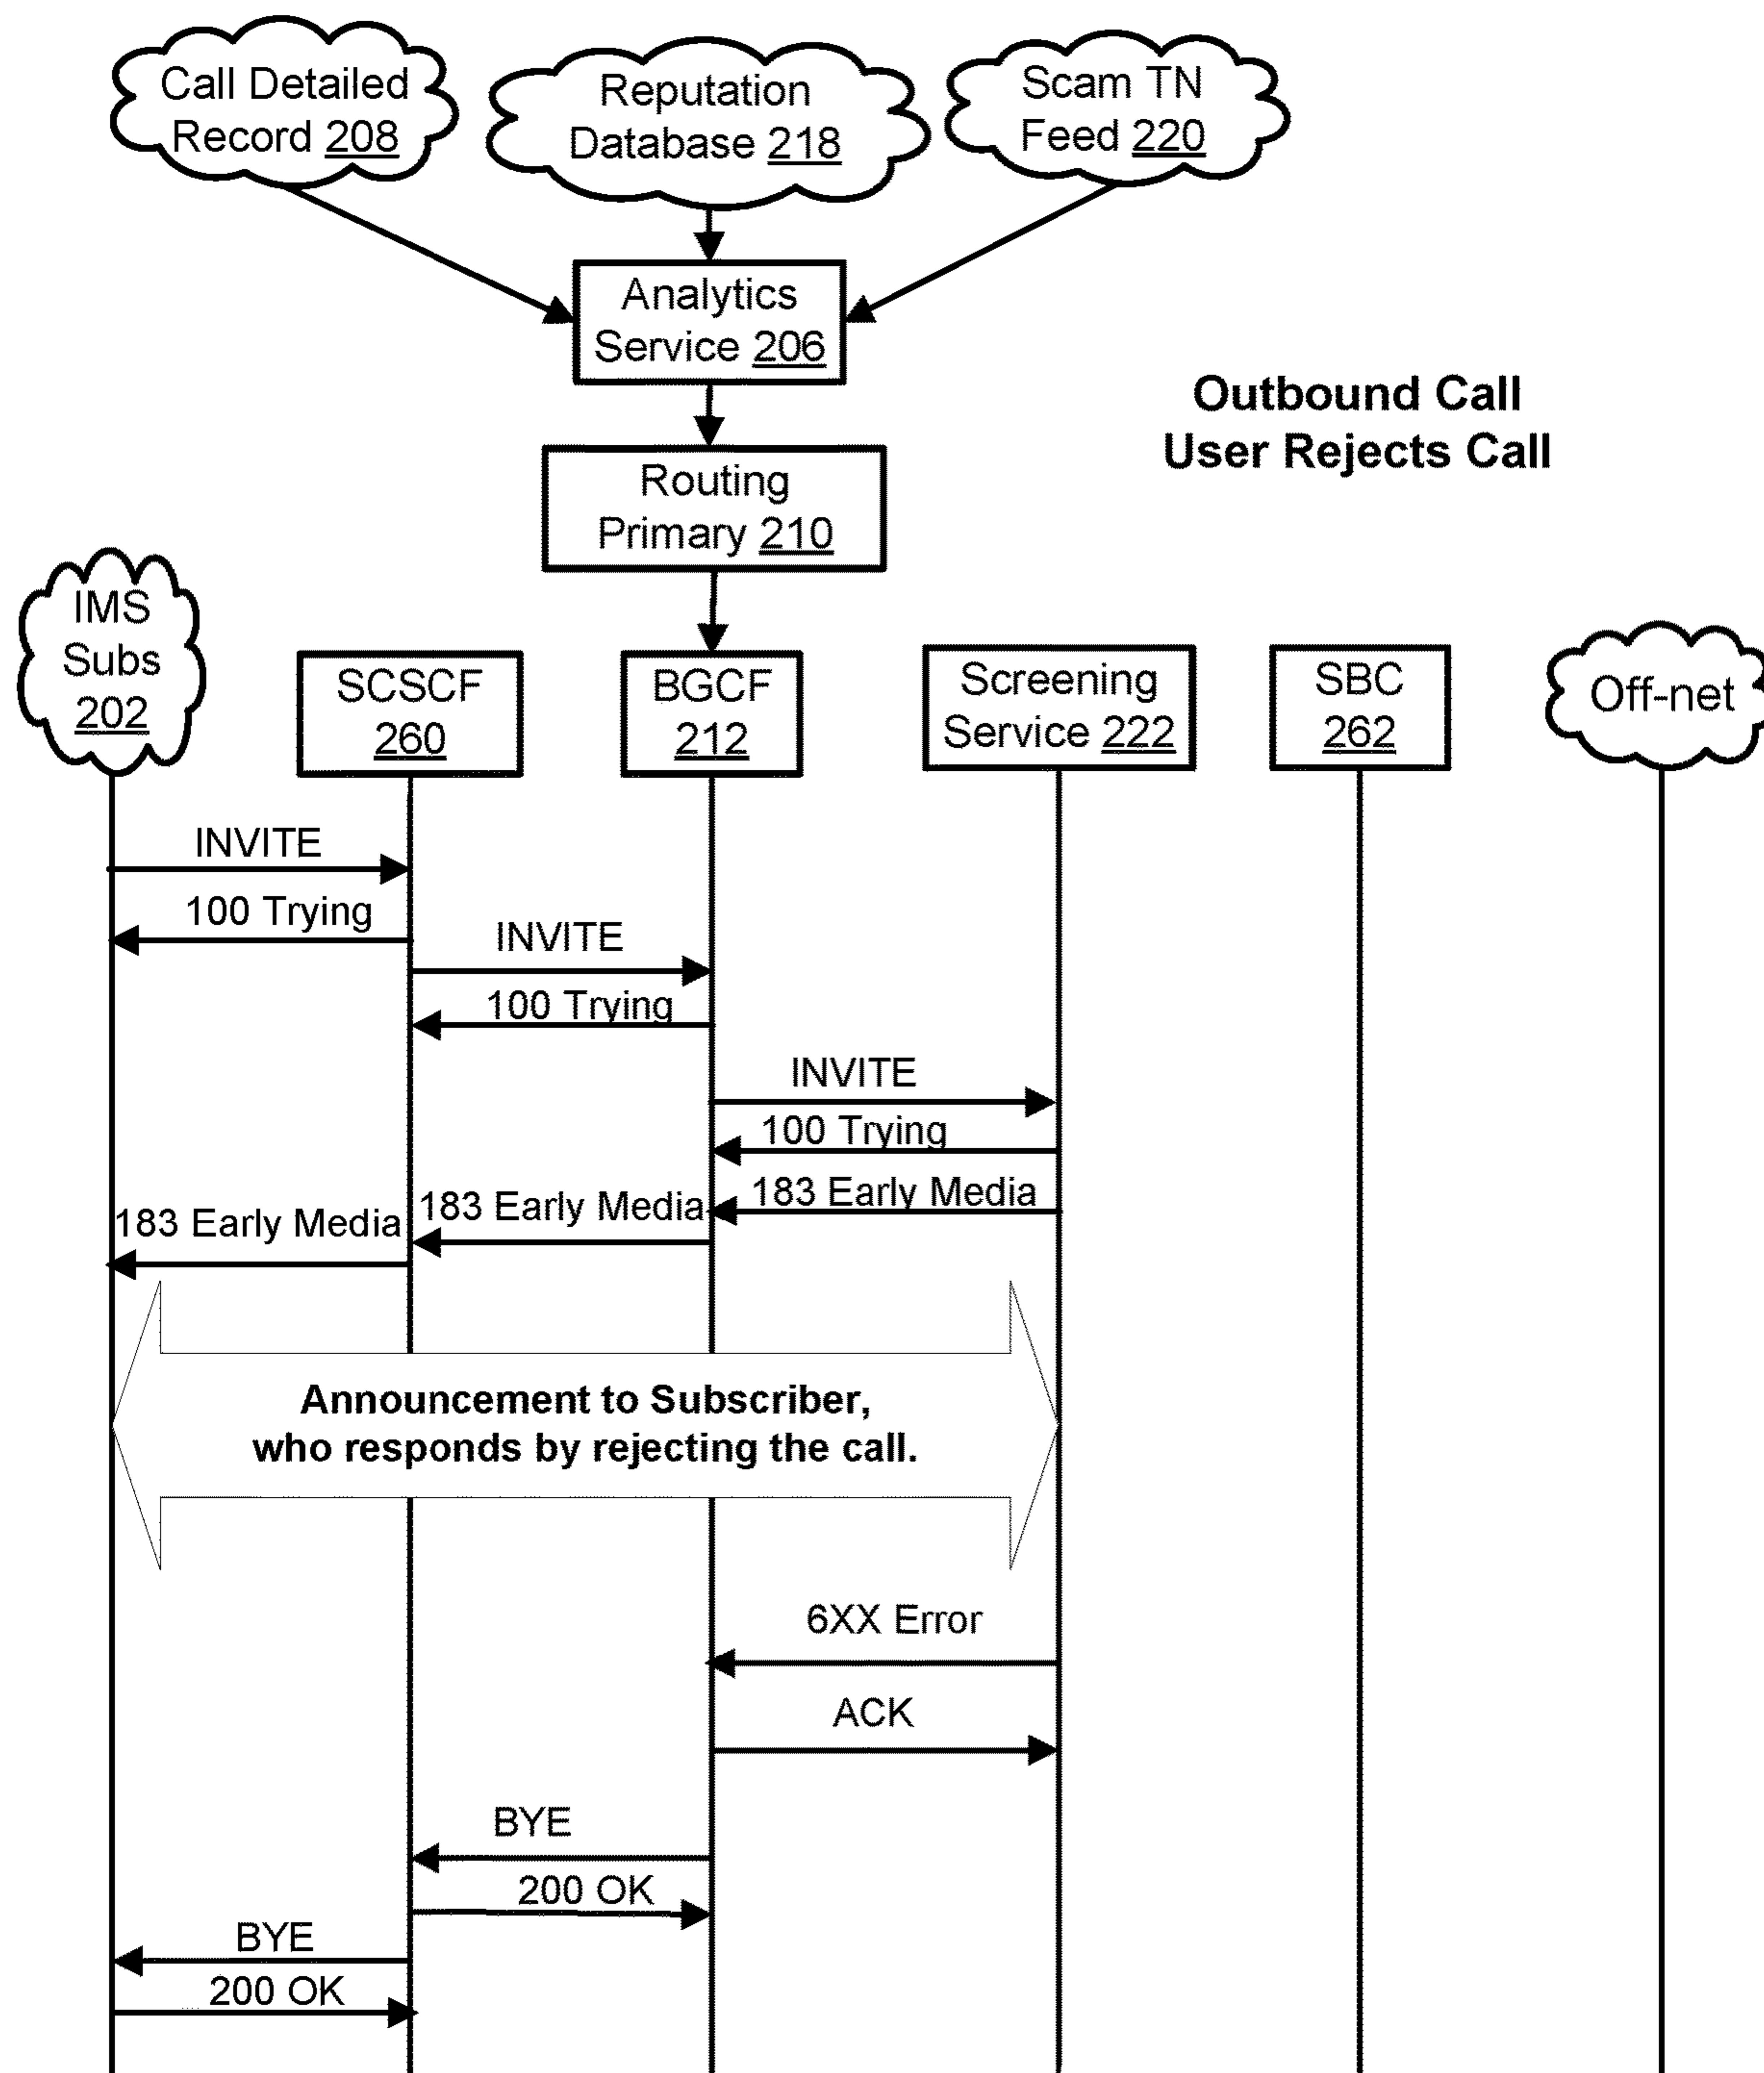 Call Detailed
Record 208
Reputation
Database 218
Scam TN
Feed 220
Analytics
Service 206
Outbound Call
User Rejects Call
Routing
Primary 210
IMS
Subs
202
SCSCF
260
BGCF
212
Screening
Service 222
SBC
262
Off-net
INVITE
100 Trying
INVITE
100 Trying
INVITE
100 Trying
183 Early Media
183 Early Media
183 Early Media
Announcement to Subscriber,
who responds by rejecting the call.
6XX Error
ACK
BYE
200 OK
BYE
200 OK